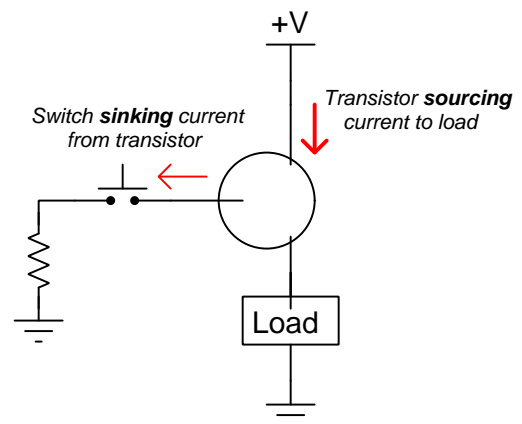 +V
Switch sinking current
from transistor
Transistor sourcing
current to load
Load